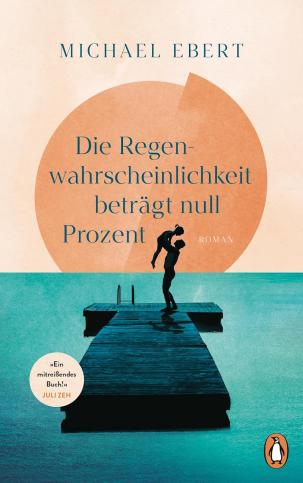 MICHAEL EBERT
Die Regen-
wahrscheinlichkeit
beträgt null
Prozent
ROMAN
»Ein
mitreißendes
Buch!«
JULI ZEH